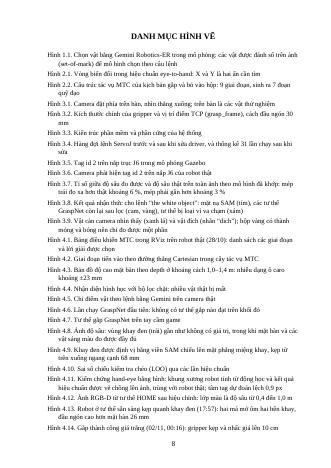 DANH MỤC HÌNH VẼ
Hình 1.1. Chọn vật bằng Gemini Robotics-ER trong mô phỏng: các vật được đánh số trên ảnh
(set-of-mark) để mô hình chọn theo câu lệnh
Hình 2.1. Vòng biến đổi trong hiệu chuẩn eye-to-hand: X và Y là hai ẩn cần tìm
Hình 2.2. Cấu trúc tác vụ MTC của kịch bản gắp và bỏ vào hộp: 9 giai đoạn, sinh ra 7 đoạn
quỹ đạo
Hình 3.1. Camera đặt phía trên bàn, nhìn thẳng xuống; trên bàn là các vật thử nghiệm
Hình 3.2. Kích thước chính của gripper và vị trí điểm TCP (grasp_frame), cách đầu ngón 30
mm
Hình 3.3. Kiến trúc phần mềm và phần cứng của hệ thống
Hình 3.4. Hàng đợi lệnh ServoJ trước và sau khi sửa driver, và thống kê 31 lần chạy sau khi
sửa
Hình 3.5. Tag id 2 trên nắp trục J6 trong mô phỏng Gazebo
Hình 3.6. Camera phát hiện tag id 2 trên nắp J6 của robot thật
Hình 3.7. Tỉ số giữa độ sâu đo được và độ sâu thật trên toàn ảnh theo mô hình đã khớp: mép
trái đo xa hơn thật khoảng 6 %, mép phải gần hơn khoảng 3 %
Hình 3.8. Kết quả nhận thức cho lệnh “the white object”: mặt nạ SAM (tím), các tư thế
GraspNet còn lại sau lọc (cam, vàng), tư thế bị loại vì va chạm (xám)
Hình 3.9. Vật cản camera nhìn thấy (xanh lá) và vật đích (nhãn “đích”); hộp vàng có thành
mỏng và bóng nền chỉ đo được một phần
Hình 4.1. Bảng điều khiển MTC trong RViz trên robot thật (28/10): danh sách các giai đoạn
và lời giải được chọn
Hình 4.2. Giai đoạn tiến vào theo đường thẳng Cartesian trong cây tác vụ MTC
Hình 4.3. Bản đồ độ cao mặt bàn theo depth ở khoảng cách 1,0–1,4 m: nhiều dạng ô caro
khoảng ±23 mm
Hình 4.4. Nhận diện hình học với bộ lọc chặt: nhiều vật thật bị mất
Hình 4.5. Chỉ điểm vật theo lệnh bằng Gemini trên camera thật
Hình 4.6. Lần chạy GraspNet đầu tiên: không có tư thế gắp nào đạt trên khối đỏ
Hình 4.7. Tư thế gắp GraspNet trên tay cầm game
Hình 4.8. Ảnh độ sâu: vùng khay đen (trái) gần như không có giá trị, trong khi mặt bàn và các
vật sáng màu đo được đầy đủ
Hình 4.9. Khay đen được định vị bằng viền SAM chiếu lên mặt phẳng miệng khay, kẹp từ
trên xuống ngang cạnh 68 mm
Hình 4.10. Sai số chiếu kiểm tra chéo (LOO) qua các lần hiệu chuẩn
Hình 4.11. Kiểm chứng hand-eye bằng hình: khung xương robot tính từ động học và kết quả
hiệu chuẩn được vẽ chồng lên ảnh, trùng với robot thật; tâm tag dự đoán lệch 0,9 px
Hình 4.12. Ảnh RGB-D từ tư thế HOME sau hiệu chỉnh: lớp màu là độ sâu từ 0,4 đến 1,0 m
Hình 4.13. Robot ở tư thế sẵn sàng kẹp quanh khay đen (17:57): hai má mở ôm hai bên khay,
đầu ngón cao hơn mặt bàn 26 mm
Hình 4.14. Gắp thành công giá trắng (02/11, 00:16): gripper kẹp và nhấc giá lên 10 cm
8